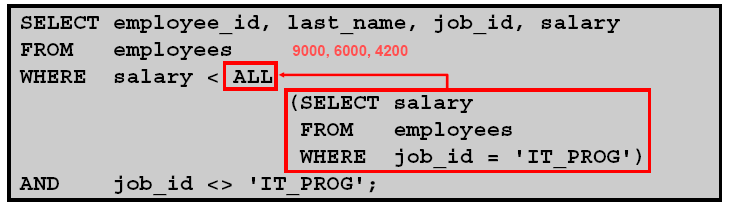 SELECT employee_id, last_name, job_id, salary
FROM employees 9000, 6000, 4200
WHERE salary < ALL
(SELECT salary
FROM employees
WHERE job_id = 'IT_PROG')
AND job_id <> 'IT_PROG';